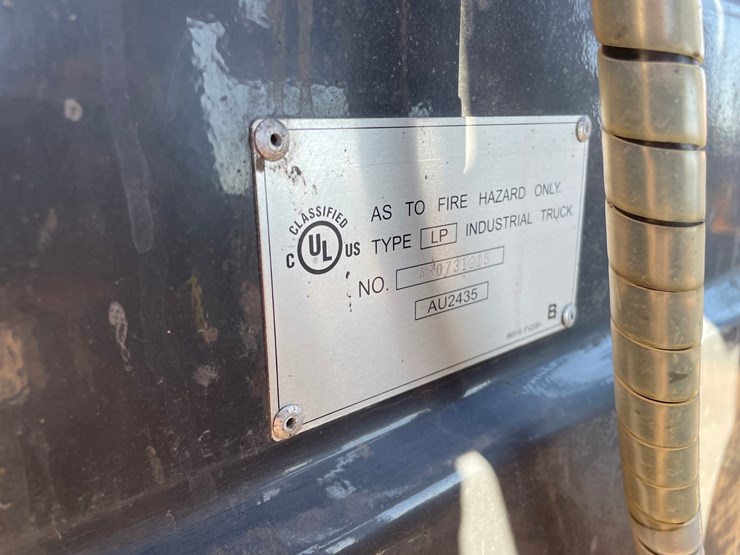 CLASSIFIED
C UL US
AS TO FIRE HAZARD ONLY.
TYPE LP INDUSTRIAL TRUCK
NO.
AU2435
B